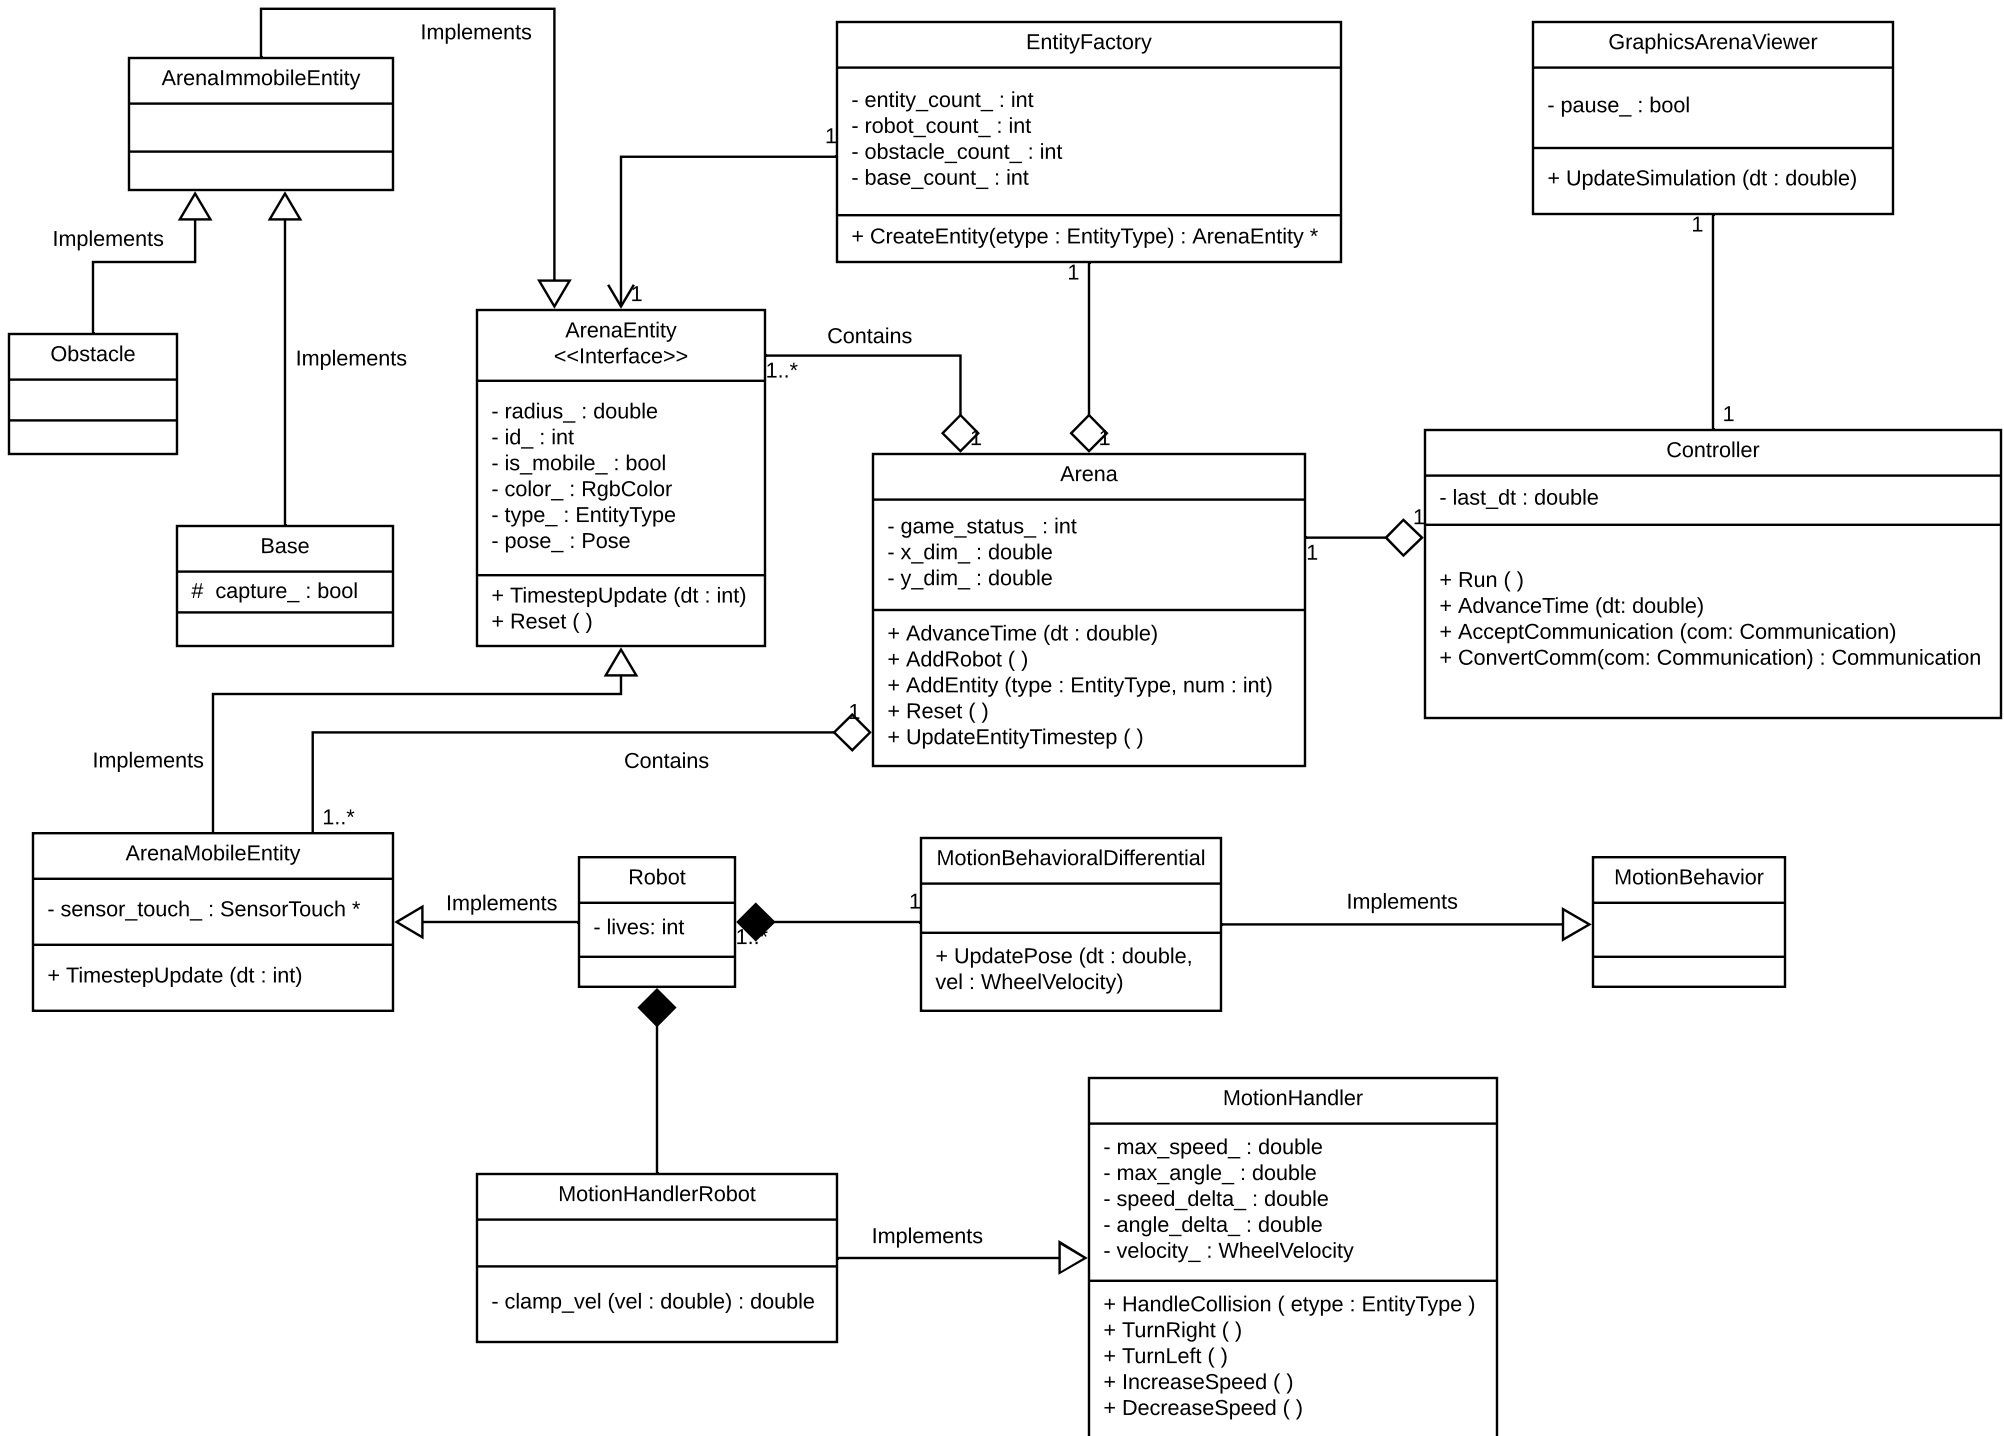 Implements
ArenaImmobileEntity
Implements
Obstacle
Implements
Base
#  capture_ : bool
EntityFactory
- entity_count_ : int
- robot_count_ : int
- obstacle_count_ : int
- base_count_ : int
+ CreateEntity(etype : EntityType) : ArenaEntity *
1
1
1
GraphicsArenaViewer
- pause_ : bool
+ UpdateSimulation (dt : double)
1
1
ArenaEntity
<<Interface>>
- radius_ : double
- id_ : int
- is_mobile_ : bool
- color_ : RgbColor
- type_ : EntityType
- pose_ : Pose
+ TimestepUpdate (dt : int)
+ Reset ( )
Contains
1..*
1
1
Arena
- game_status_ : int
- x_dim_ : double
- y_dim_ : double
+ AdvanceTime (dt : double)
+ AddRobot ( )
+ AddEntity (type : EntityType, num : int)
+ Reset ( )
+ UpdateEntityTimestep ( )
1
1
Controller
- last_dt : double
+ Run ( )
+ AdvanceTime (dt: double)
+ AcceptCommunication (com: Communication)
+ ConvertComm(com: Communication) : Communication
1
Contains
Implements
1..*
ArenaMobileEntity
- sensor_touch_ : SensorTouch *
+ TimestepUpdate (dt : int)
Implements
Robot
- lives: int
1..*
1
MotionBehavioralDifferential
+ UpdatePose (dt : double,
vel : WheelVelocity)
Implements
MotionBehavior
MotionHandlerRobot
- clamp_vel (vel : double) : double
Implements
MotionHandler
- max_speed_ : double
- max_angle_ : double
- speed_delta_ : double
- angle_delta_ : double
- velocity_ : WheelVelocity
+ HandleCollision ( etype : EntityType )
+ TurnRight ( )
+ TurnLeft ( )
+ IncreaseSpeed ( )
+ DecreaseSpeed ( )